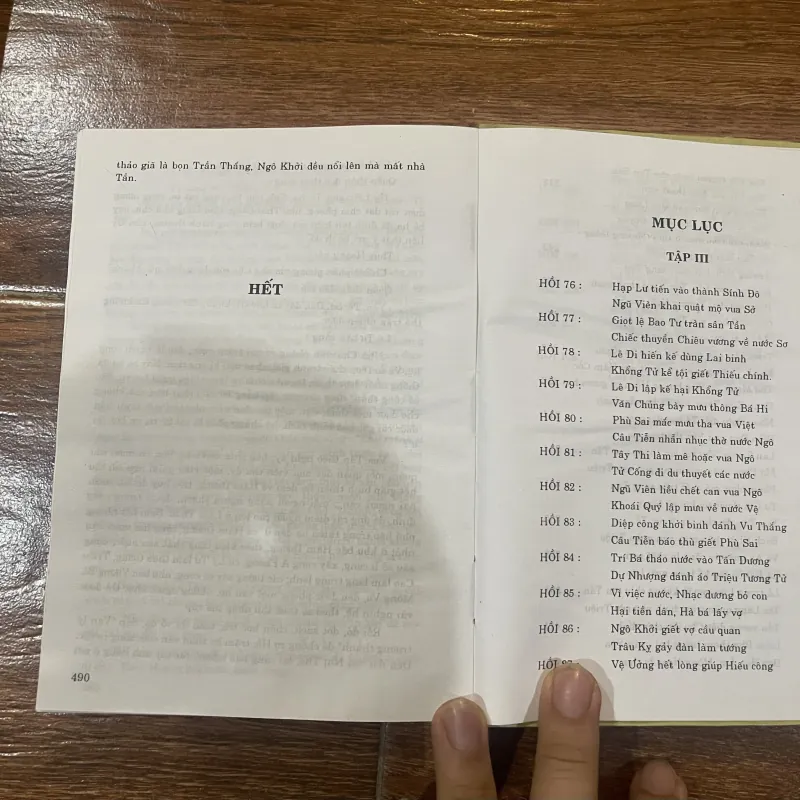 tháo giã là bọn Trần Thắng, Ngô Khởi đều nổi lên mà mất nhà
Tần.
HẾT
490
MỤC LỤC
TẬP III
HỒI 76 : Hạp Lư tiến vào thành Sính Đô
Ngũ Viên khai quật mộ vua Sở
HỒI 77 : Giọt lệ Bao Tư tràn sân Tần
Chiếc thuyền Chiêu vương về nước Sơ
HỒI 78 : Lê Di hiến kế dùng Lai binh
Khổng Tử kể tội giết Thiếu chính.
HỒI 79 : Lê Di lập kế hại Khổng Tử
Văn Chủng bày mưu thông Bá Hi
HỒI 80 : Phù Sai mắc mưu tha vua Việt
Câu Tiễn nhẫn nhục thờ nước Ngô
HỒI 81 : Tây Thi làm mê hoặc vua Ngô
Tử Cống đi du thuyết các nước
HỒI 82 : Ngũ Viên liều chết can vua Ngô
Khoái Quý lập mưu về nước Vệ
HỒI 83 : Diệp công khởi binh đánh Vu Thắng
Câu Tiễn báo thù giết Phù Sai
HỒI 84 : Trí Bá tháo nước vào Tấn Dương
Dự Nhượng đánh áo Triệu Tương Tử
HỒI 85 : Vì việc nước, Nhạc dương bỏ con
Hại tiền dân, Hà bá lấy vợ
HỒI 86 : Ngô Khởi giết vợ cầu quan
Trâu Kỵ gảy đàn làm tướng
HỒI 87 : Vệ Ưởng hết lòng giúp Hiếu công